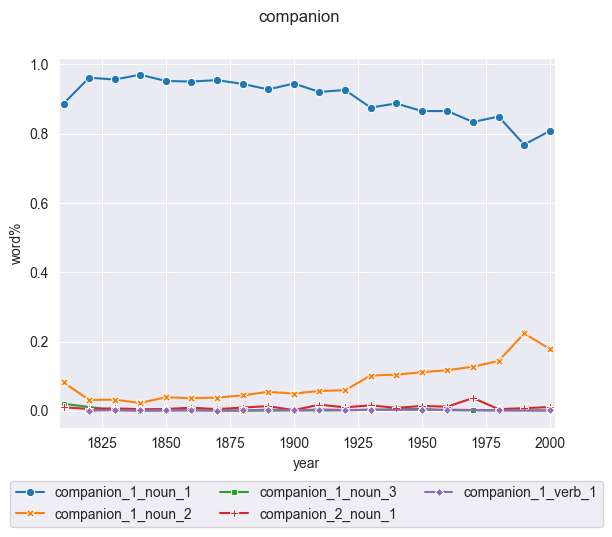 companion
1.0
0.8
0.6
0.4
0.2
0.0
word%
1825 1850 1875 1900 1925 1950 1975 2000
year
companion_1_noun_1 companion_1_noun_3 companion_1_verb_1
companion_1_noun_2 companion_2_noun_1